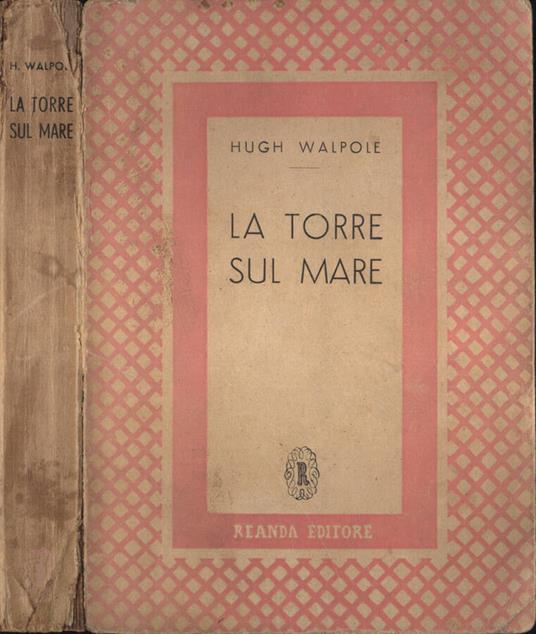 H. WALPO.
LA TORRE
SUL MARE
HUGH WALPOLE
LA TORRE
SUL MARE
R
REANDA EDITORE